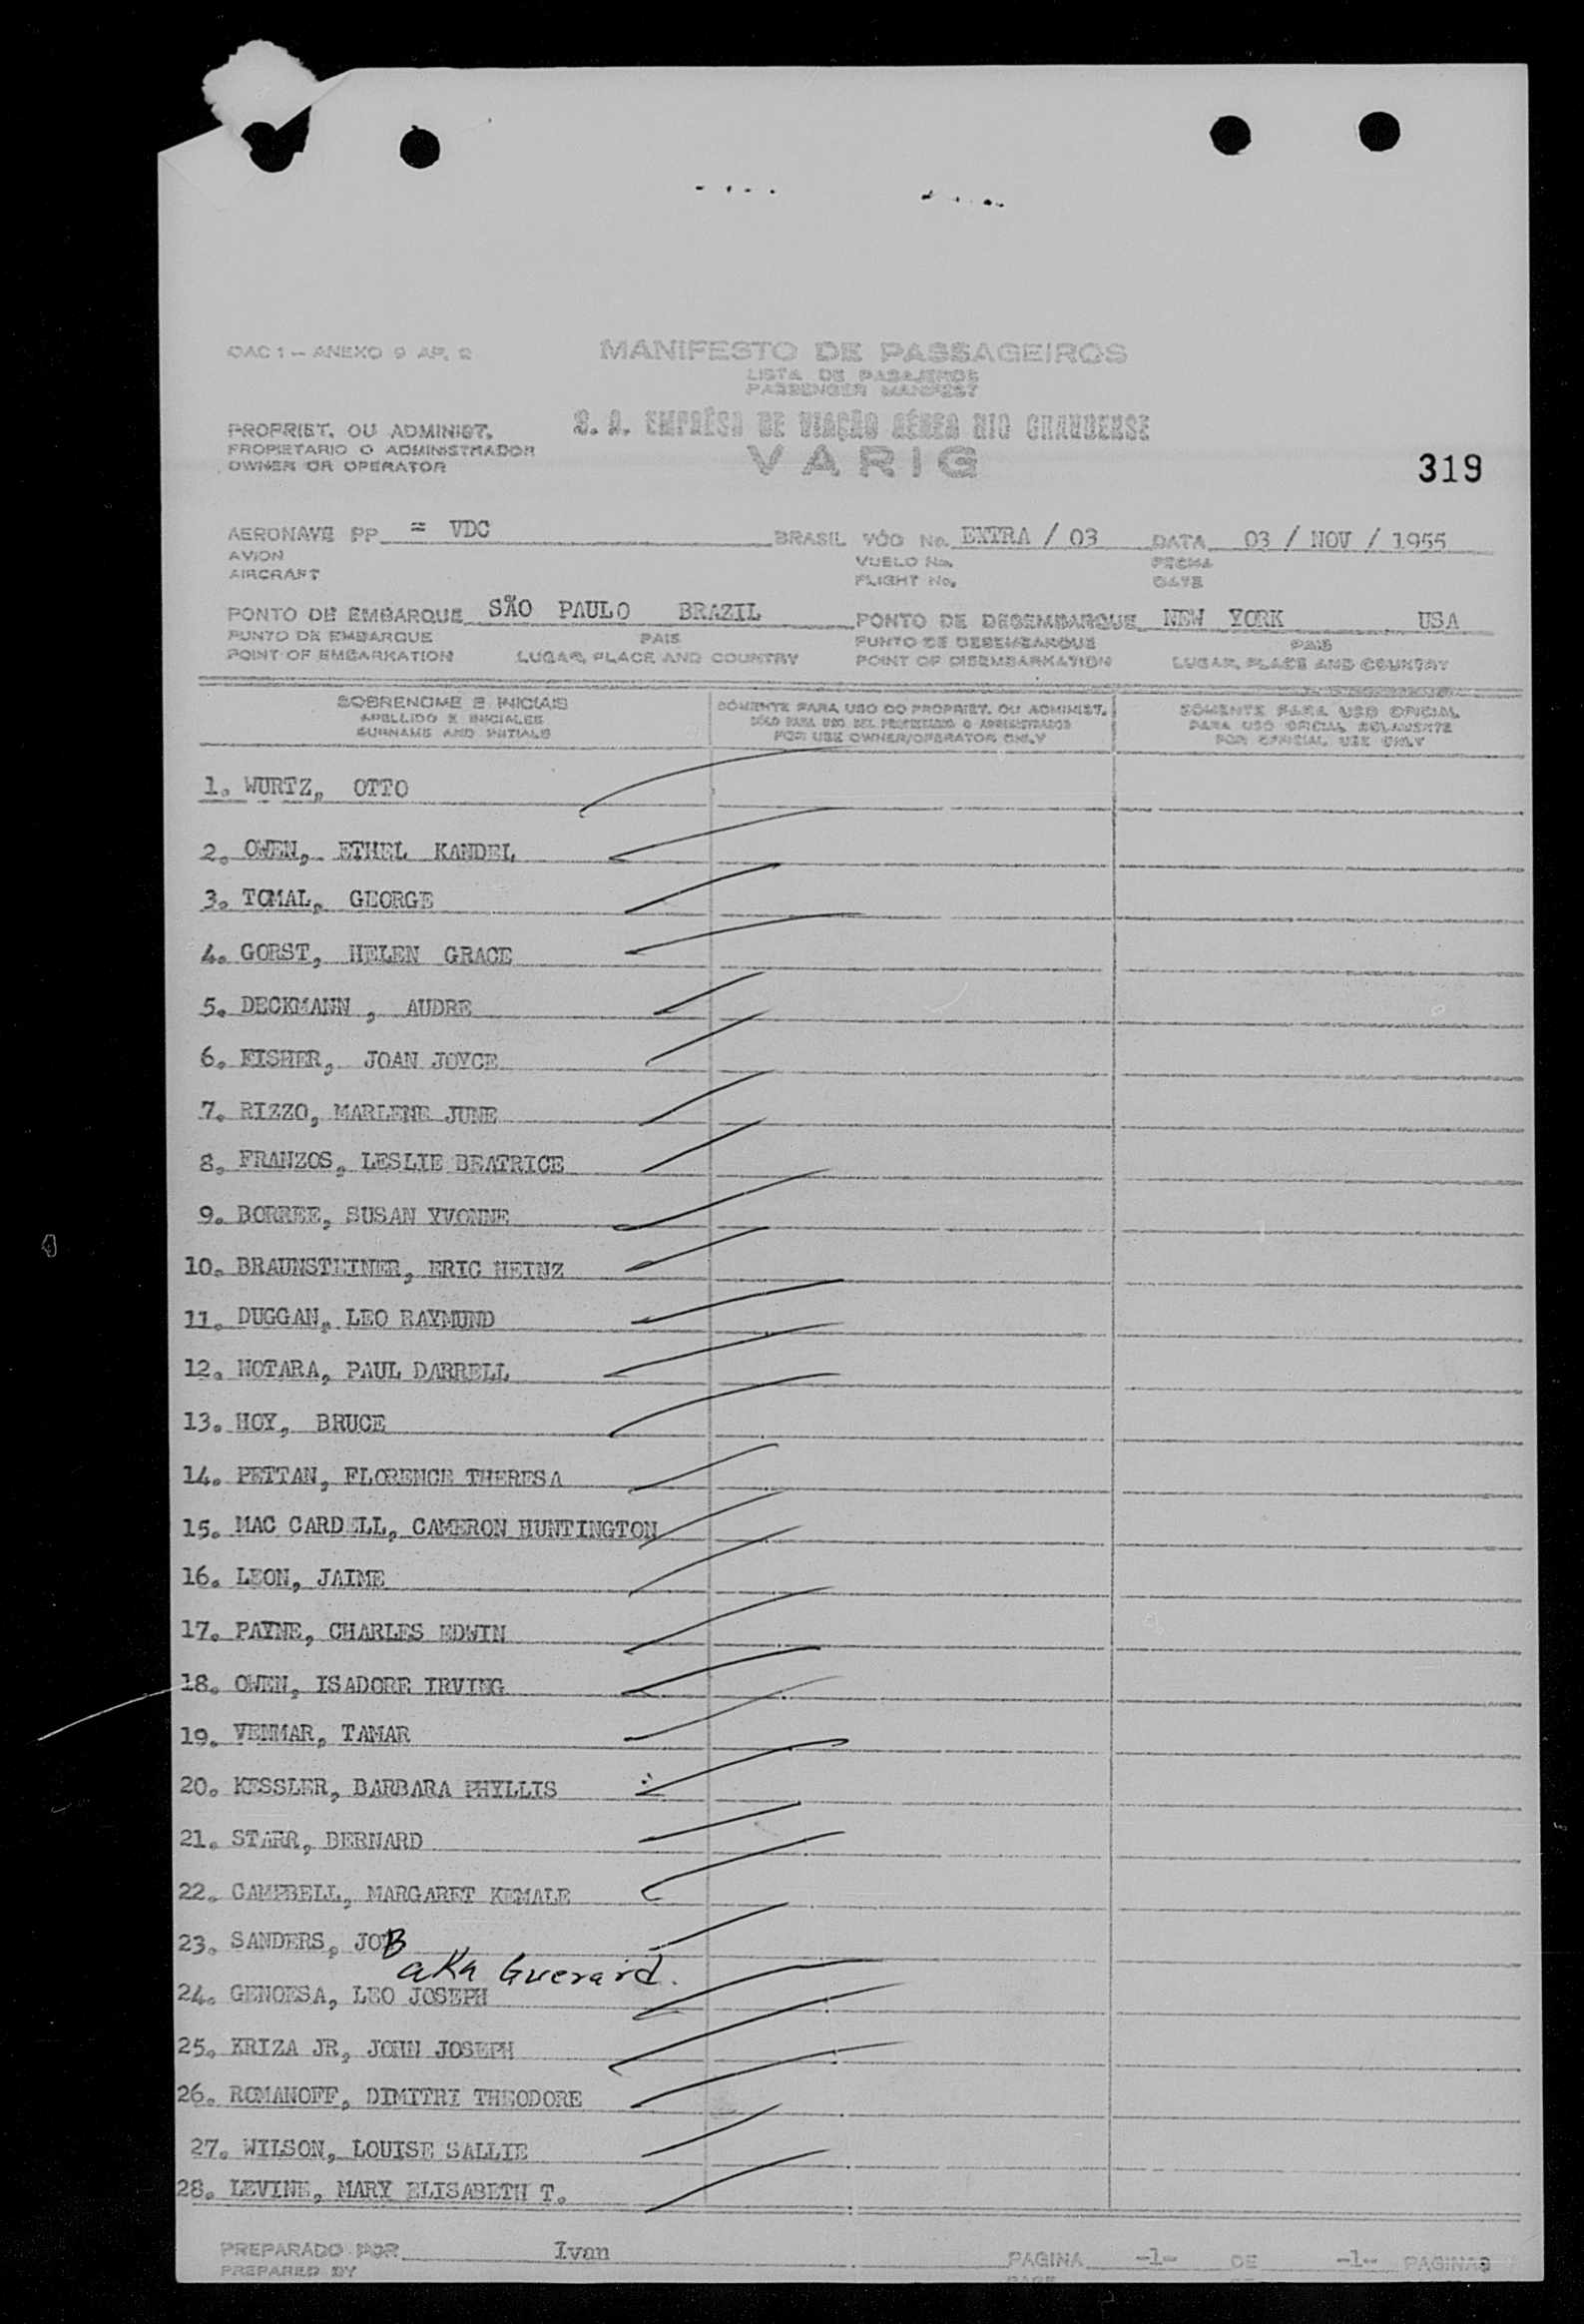 OAC 1 — ANEXO 9 AP. 2
MANIFESTO DE PASSAGEIROS
LISTA DE PASAJEROS
PASSENGER MANIFEST
PROPRIET. OU ADMINIST.
PROPIETARIO O ADMINISTRADOR
OWNER OR OPERATOR
S. A. EMPRÊSA DE VIAÇÃO AÉREA RIO GRANDENSE
VARIG
319
AERONAVE PP = VDC BRASIL VÔO No. EXTRA / 03 DATA 03 / NOV / 1955
AVION VUELO No. FECHA
AIRCRAFT FLIGHT No. DATE
PONTO DE EMBARQUE SÃO PAULO BRAZIL PONTO DE DESEMBARQUE NEW YORK USA
PUNTO DE EMBARQUE PAIS PUNTO DE DESEMBARQUE PAIS
POINT OF EMBARKATION LUGAR, PLACE AND COUNTRY POINT OF DISEMBARKATION LUGAR, PLACE AND COUNTRY
SOBRENOME E INICIAIS
APELLIDO E INICIALES
SURNAME AND INITIALS
SÓMENTE PARA USO DO PROPRIET. OU ADMINIST.
SÓLO PARA USO DEL PROPIETARIO O ADMINISTRADOR
FOR USE OWNER/OPERATOR ONLY
SOMENTE PARA USO OFICIAL
PARA USO OFICIAL SOLAMENTE
FOR OFFICIAL USE ONLY
1. WURTZ, OTTO
2. OWEN, ETHEL KANDEL
3. TOMAL, GEORGE
4. GORST, HELEN GRACE
5. DECKMANN , AUDRE
6. FISHER, JOAN JOYCE
7. RIZZO, MARLENE JUNE
8. FRANZOS, LESLIE BEATRICE
9. BORREE, SUSAN YVONNE
10. BRAUNSTEINER, ERIC HEINZ
11. DUGGAN, LEO RAYMUND
12. NOTARA, PAUL DARRELL
13. HOY, BRUCE
14. PETTAN, FLORENCE THERESA
15. MAC CARDELL, CAMERON HUNTINGTON
16. LEON, JAIME
17. PAYNE, CHARLES EDWIN
18. OWEN, ISADORE IRVING
19. VENMAR, TAMAR
20. KESSLER, BARBARA PHYLLIS
21. STARR, BERNARD
22. CAMPBELL, MARGARET KEMALE
23. SANDERS, JOB
aka Guerard.
24. GENOESA, LEO JOSEPH
25. KRIZA JR, JOHN JOSEPH
26. ROMANOFF, DIMITRI THEODORE
27. WILSON, LOUISE SALLIE
28. LEVINE, MARY ELISABETH T.
PREPARADO POR Ivan PAGINA -1- DE -1- PAGINAS
PREPARED BY